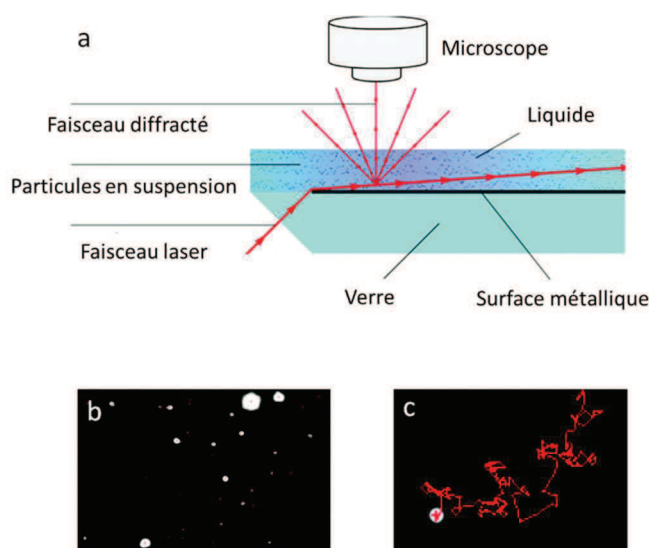 a
Microscope
Faisceau diffracté
Liquide
Particules en suspension
Faisceau laser
Verre
Surface métallique
b
c